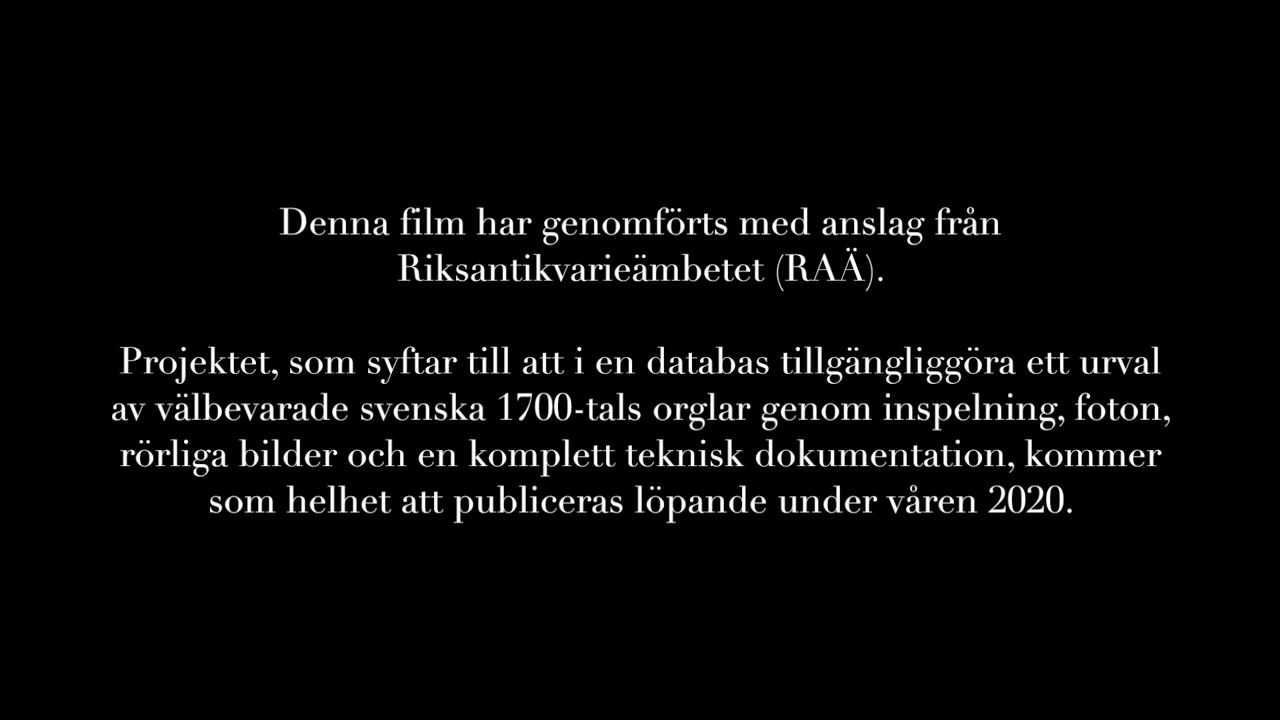 Denna film har genomförts med anslag från
Riksantikvarieämbetet (RAÄ).
Projektet, som syftar till att i en databas tillgängliggöra ett urval
av välbevarade svenska 1700-tals orglar genom inspelning, foton,
rörliga bilder och en komplett teknisk dokumentation, kommer
som helhet att publiceras löpande under våren 2020.